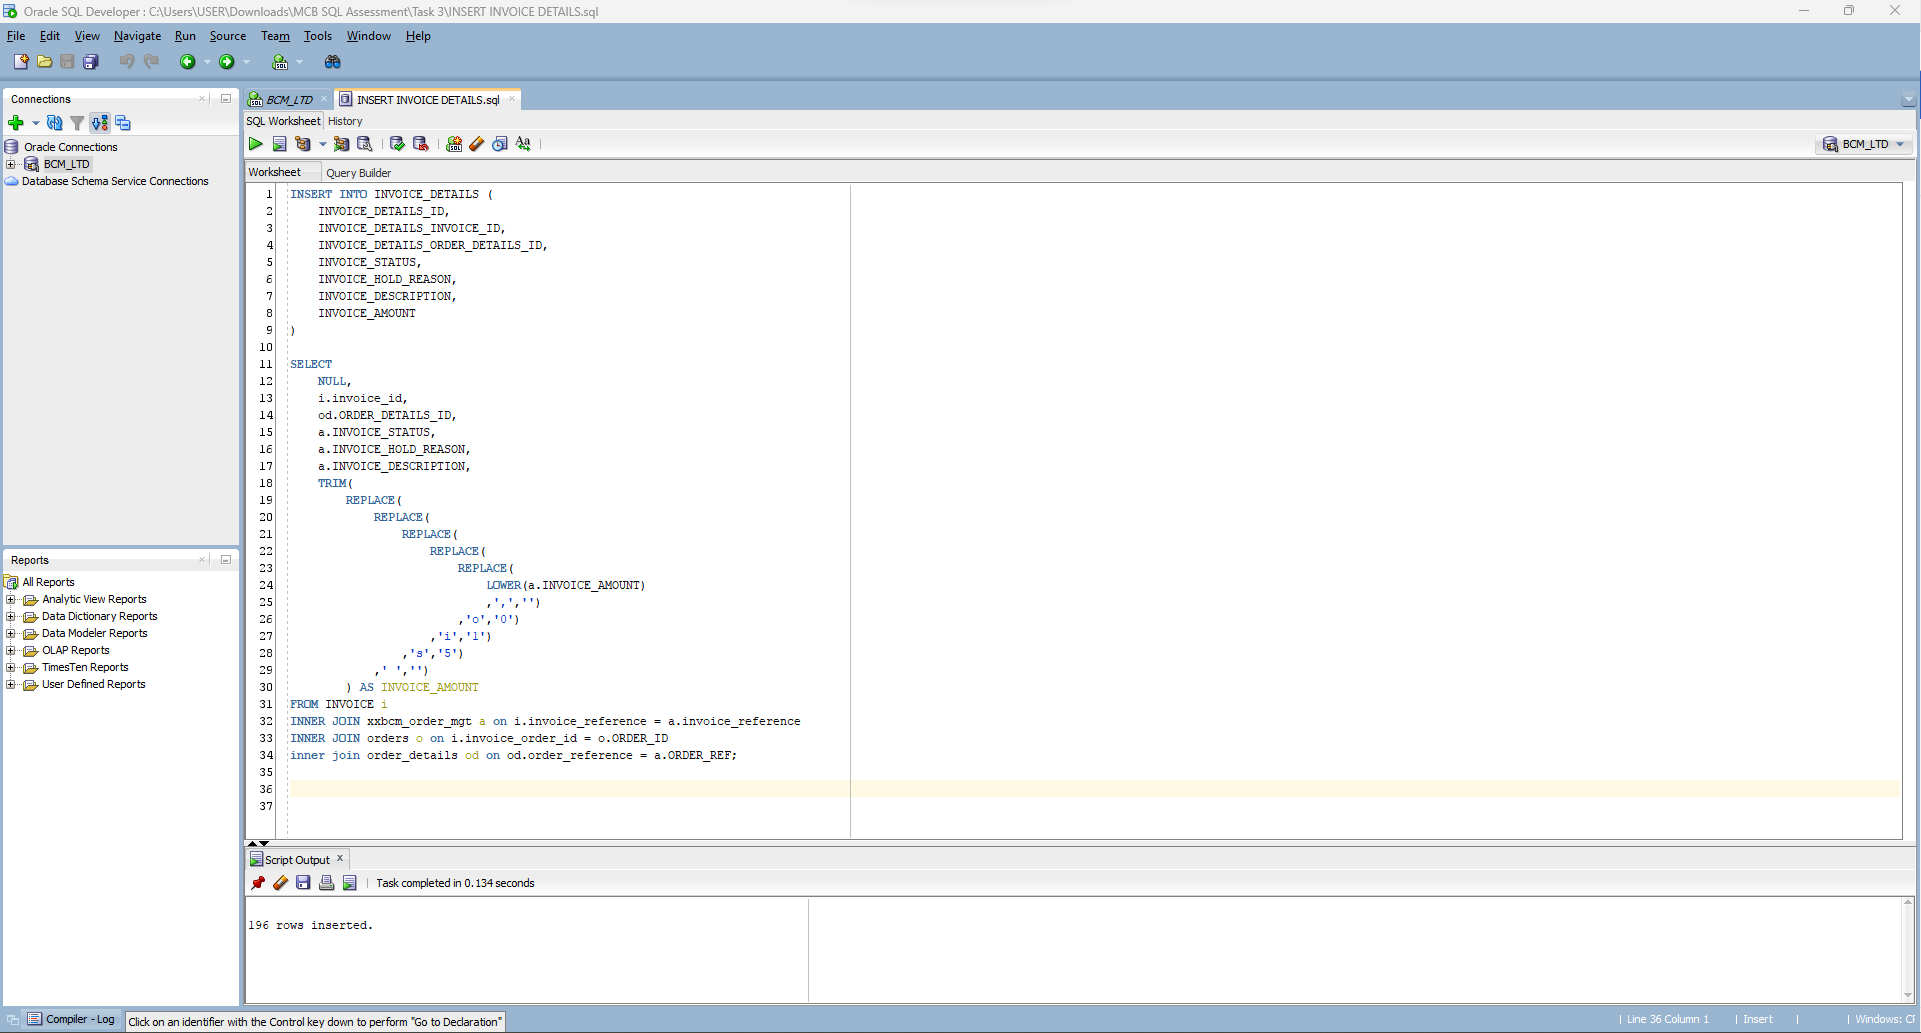 Oracle SQL Developer : C:\Users\USER\Downloads\MCB SQL Assessment\Task 3\INSERT INVOICE DETAILS.sql
File Edit View Navigate Run Source Team Tools Window Help
Connections
Oracle Connections
BCM_LTD
Database Schema Service Connections
Reports
All Reports
Analytic View Reports
Data Dictionary Reports
Data Modeler Reports
OLAP Reports
TimesTen Reports
User Defined Reports
BCM_LTD INSERT INVOICE DETAILS.sql
SQL Worksheet History
BCM_LTD
Worksheet Query Builder
1 INSERT INTO INVOICE_DETAILS (
2 INVOICE_DETAILS_ID,
3 INVOICE_DETAILS_INVOICE_ID,
4 INVOICE_DETAILS_ORDER_DETAILS_ID,
5 INVOICE_STATUS,
6 INVOICE_HOLD_REASON,
7 INVOICE_DESCRIPTION,
8 INVOICE_AMOUNT
9 )
10
11 SELECT
12 NULL,
13 i.invoice_id,
14 od.ORDER_DETAILS_ID,
15 a.INVOICE_STATUS,
16 a.INVOICE_HOLD_REASON,
17 a.INVOICE_DESCRIPTION,
18 TRIM(
19 REPLACE(
20 REPLACE(
21 REPLACE(
22 REPLACE(
23 REPLACE(
24 LOWER(a.INVOICE_AMOUNT)
25 ,',','')
26 ,'o','0')
27 ,'i','1')
28 ,'s','5')
29 ,' ','')
30 ) AS INVOICE_AMOUNT
31 FROM INVOICE i
32 INNER JOIN xxbcm_order_mgt a on i.invoice_reference = a.invoice_reference
33 INNER JOIN orders o on i.invoice_order_id = o.ORDER_ID
34 inner join order_details od on od.order_reference = a.ORDER_REF;
35
36
37
Script Output
Task completed in 0.134 seconds
196 rows inserted.
Compiler - Log Click on an identifier with the Control key down to perform "Go to Declaration" Line 36 Column 1 Insert Windows: CF